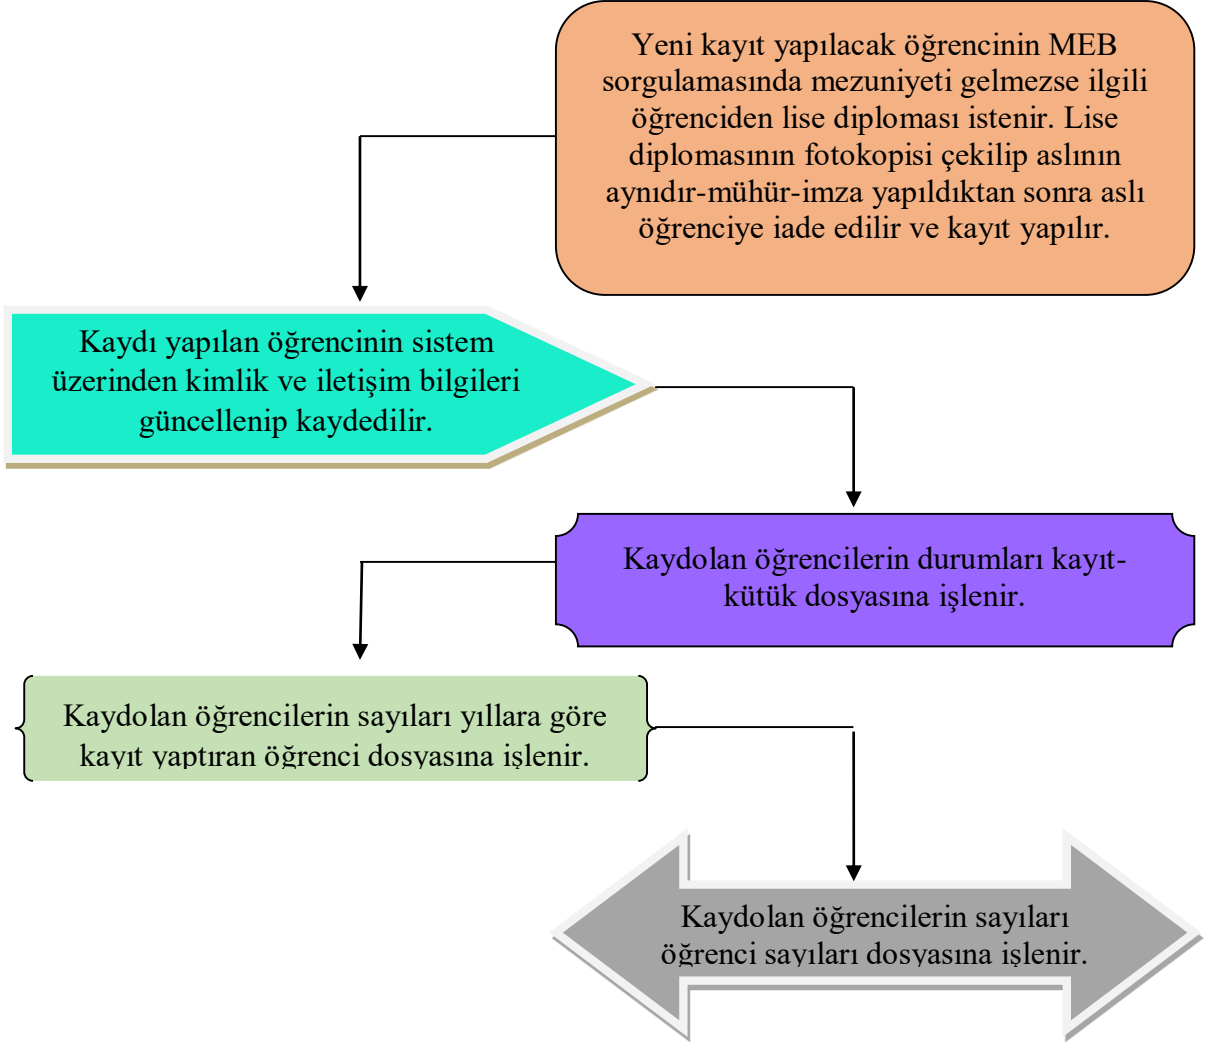 Yeni kayıt yapılacak öğrencinin MEB
sorgulamasında mezuniyeti gelmezse ilgili
öğrenciden lise diploması istenir. Lise
diplomasının fotokopisi çekilip aslının
aynıdır-mühür-imza yapıldıktan sonra aslı
öğrenciye iade edilir ve kayıt yapılır.
Kaydı yapılan öğrencinin sistem
üzerinden kimlik ve iletişim bilgileri
güncellenip kaydedilir.
Kaydolan öğrencilerin durumları kayıt-
kütük dosyasına işlenir.
Kaydolan öğrencilerin sayıları yıllara göre
kayıt yaptıran öğrenci dosyasına işlenir.
Kaydolan öğrencilerin sayıları
öğrenci sayıları dosyasına işlenir.